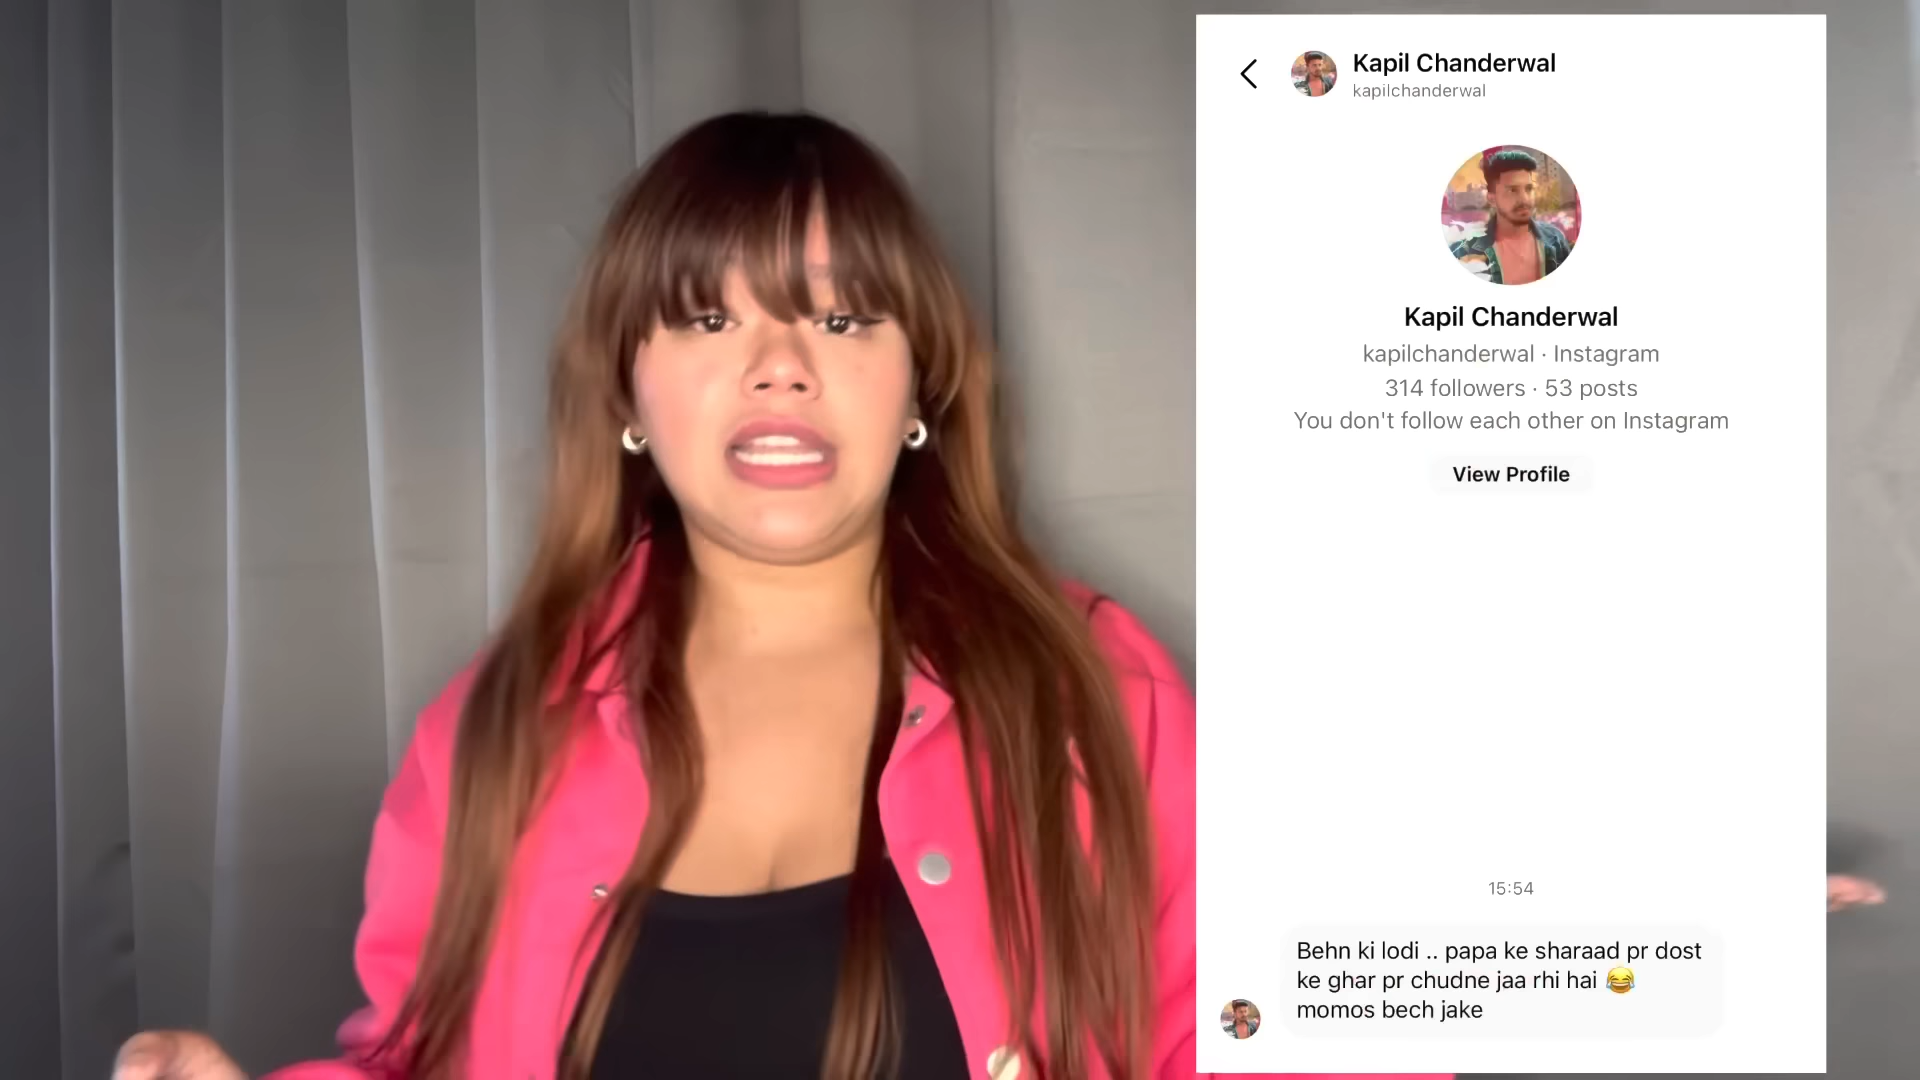 Kapil Chanderwal
kapilchanderwal
Kapil Chanderwal
kapilchanderwal · Instagram
314 followers · 53 posts
You don't follow each other on Instagram
View Profile
15:54
Behn ki lodi .. papa ke sharaad pr dost
ke ghar pr chudne jaa rhi hai 😂
momos bech jake